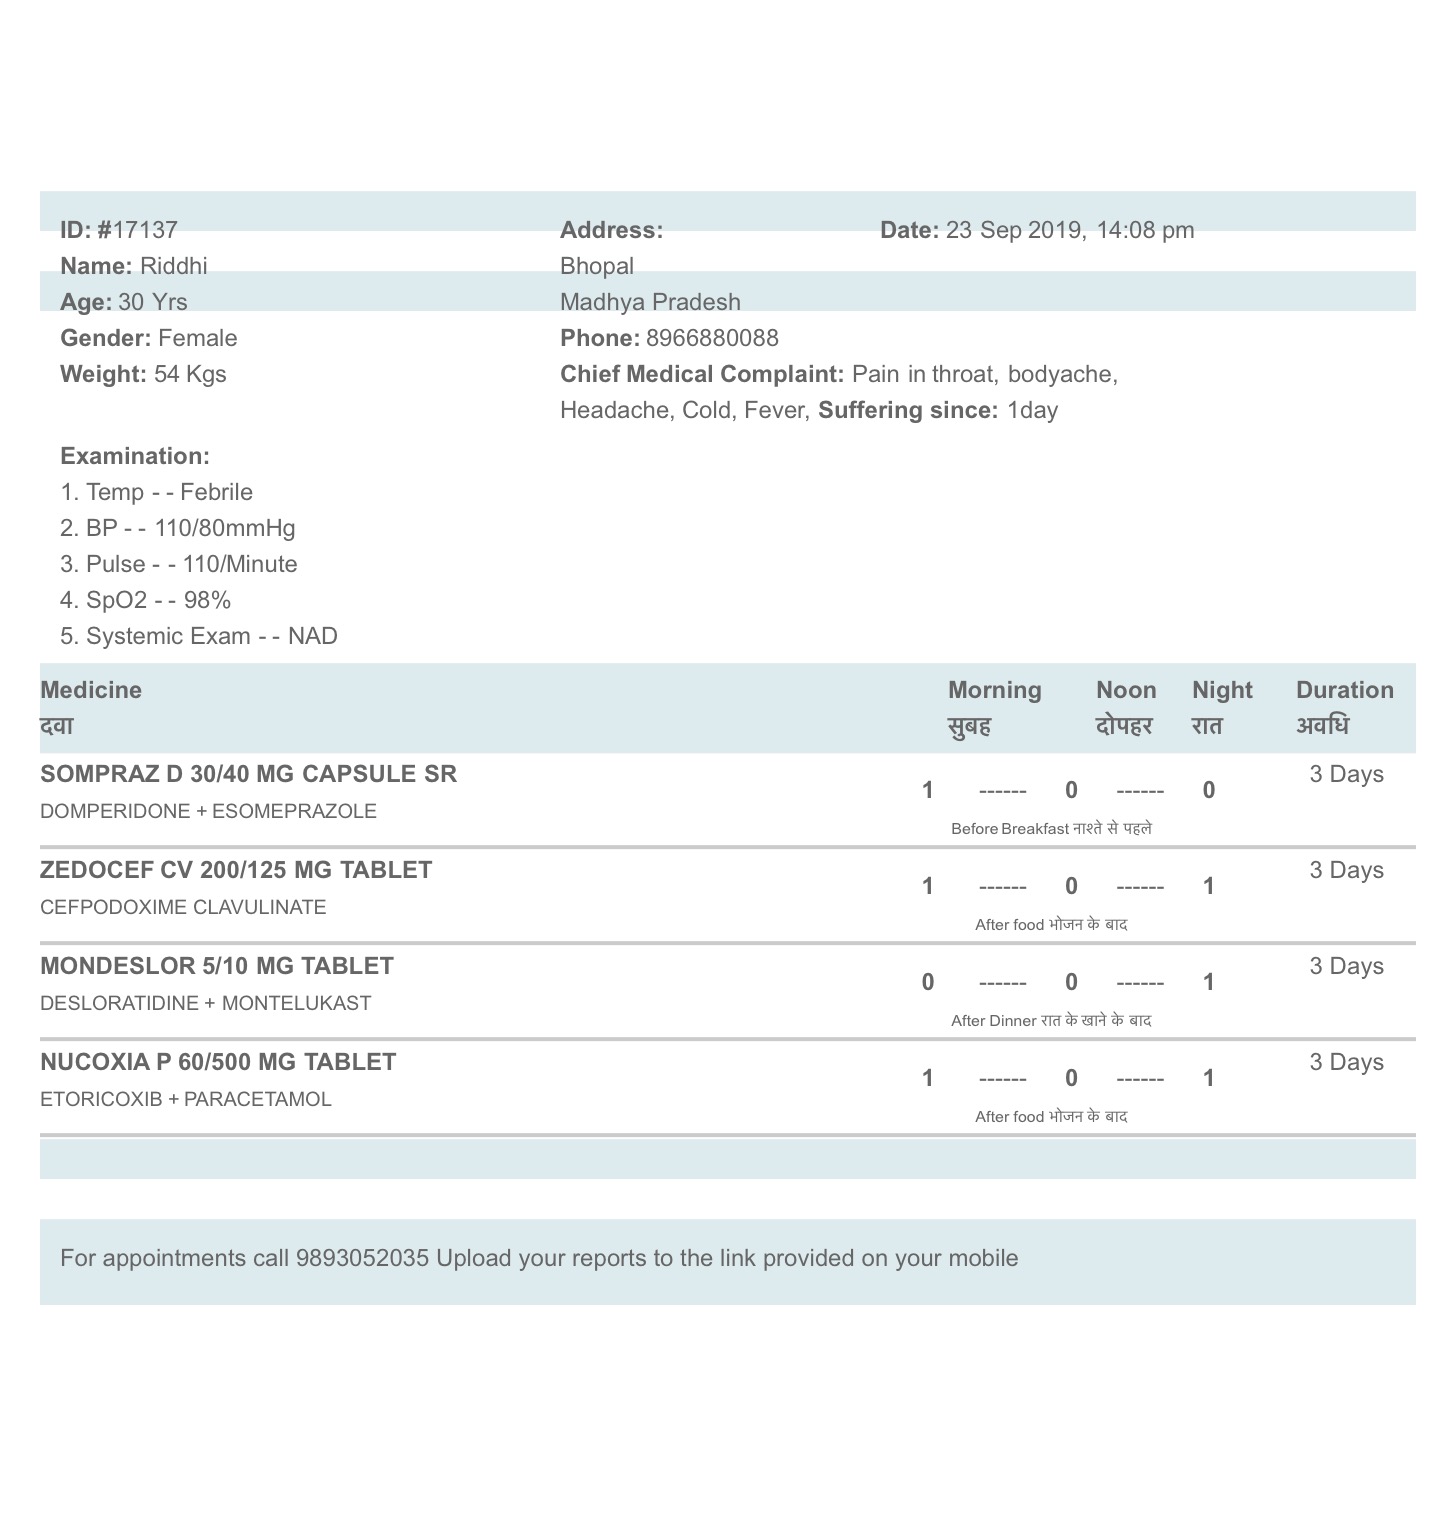 ID: #17137 Address: Date: 23 Sep 2019, 14:08 pm
Name: Riddhi Bhopal
Age: 30 Yrs Madhya Pradesh
Gender: Female Phone: 8966880088
Weight: 54 Kgs Chief Medical Complaint: Pain in throat, bodyache,
Headache, Cold, Fever, Suffering since: 1day
Examination:
1. Temp - - Febrile
2. BP - - 110/80mmHg
3. Pulse - - 110/Minute
4. SpO2 - - 98%
5. Systemic Exam - - NAD
Medicine Morning Noon Night Duration
दवा सुबह दोपहर रात अवधि
SOMPRAZ D 30/40 MG CAPSULE SR 3 Days
1 ------ 0 ------ 0
DOMPERIDONE + ESOMEPRAZOLE
Before Breakfast नाश्ते से पहले
ZEDOCEF CV 200/125 MG TABLET 3 Days
1 ------ 0 ------ 1
CEFPODOXIME CLAVULINATE
After food भोजन के बाद
MONDESLOR 5/10 MG TABLET 3 Days
0 ------ 0 ------ 1
DESLORATIDINE + MONTELUKAST
After Dinner रात के खाने के बाद
NUCOXIA P 60/500 MG TABLET 3 Days
1 ------ 0 ------ 1
ETORICOXIB + PARACETAMOL
After food भोजन के बाद
For appointments call 9893052035 Upload your reports to the link provided on your mobile